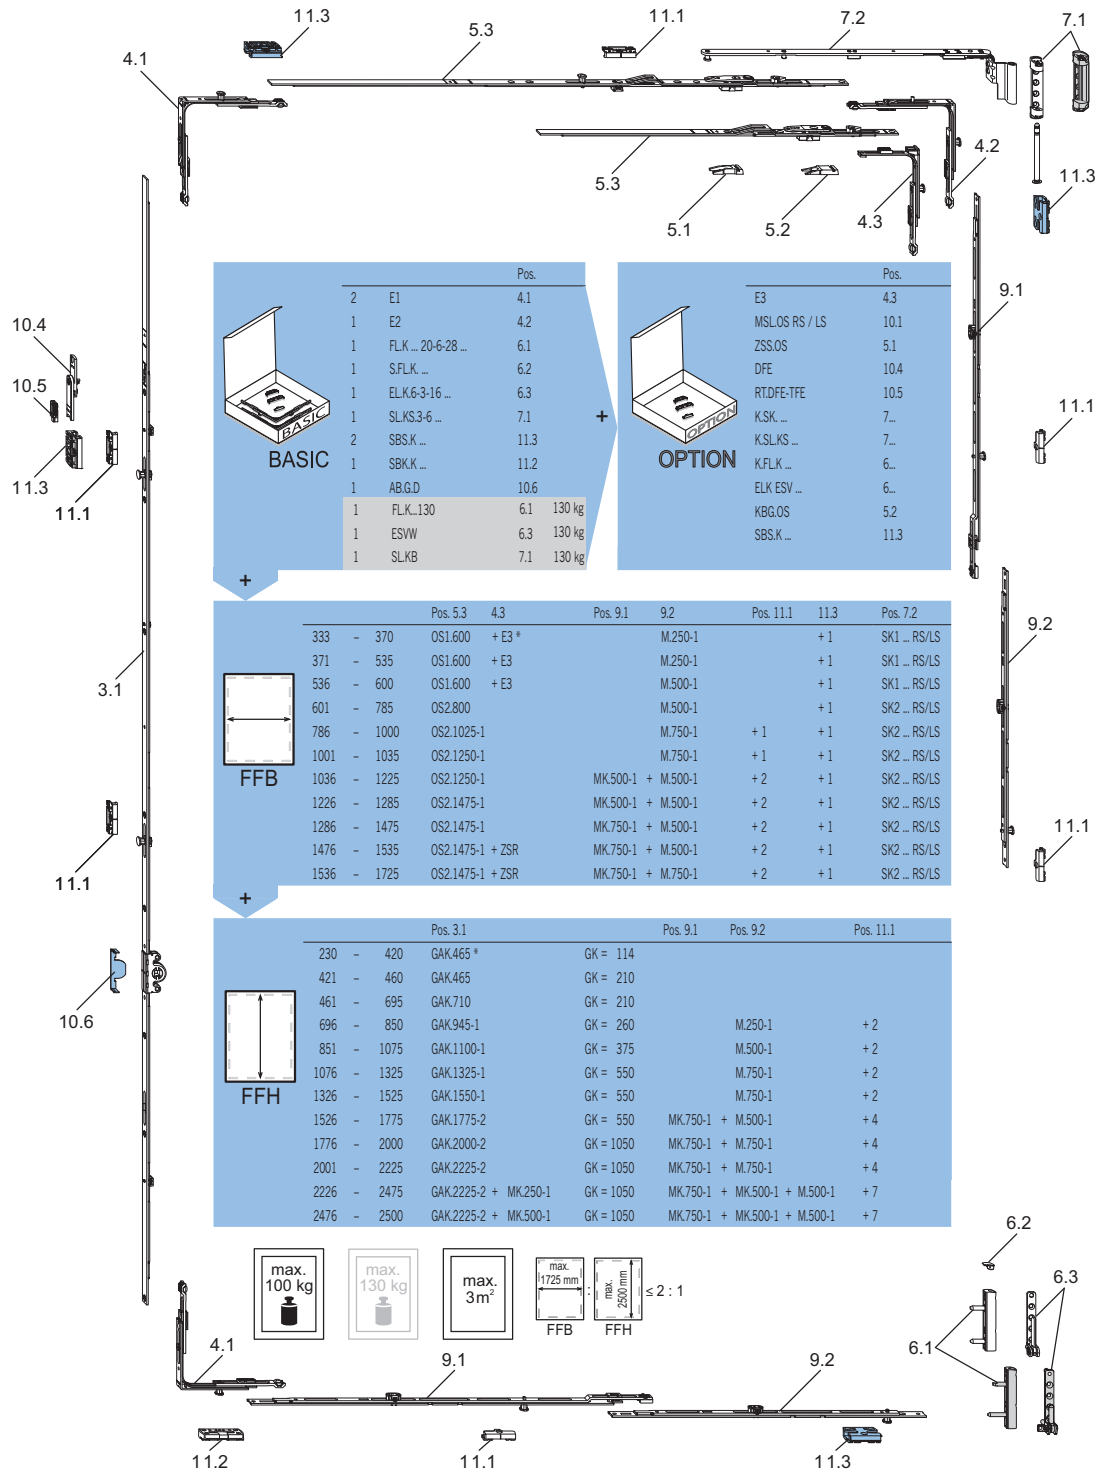 11.3
11.1
7.2
7.1
5.3
4.1
4.2
5.3
11.3
5.1
5.2
4.3
9.1
10.4
10.5
11.1
11.3
11.1
Pos.
2 E1 4.1
1 E2 4.2
1 FL.K ... 20-6-28 ... 6.1
1 S.FL.K. ... 6.2
1 EL.K.6-3-16 ... 6.3
1 SL.KS.3-6 ... 7.1
2 SBS.K ... 11.3
1 SBK.K ... 11.2
1 AB.G.D 10.6
1 FL.K...130 6.1 130 kg
1 ESVW 6.3 130 kg
1 SL.KB 7.1 130 kg
BASIC
BASIC
+
Pos.
E3 4.3
MSL.OS RS / LS 10.1
ZSS.OS 5.1
DFE 10.4
RT.DFE-TFE 10.5
K.SK. ... 7...
K.SL.KS ... 7...
K.FL.K ... 6...
ELK ESV ... 6...
KBG.OS 5.2
SBS.K ... 11.3
OPTION
OPTION
+
9.2
3.1
Pos. 5.3 4.3 Pos. 9.1 9.2 Pos. 11.1 11.3 Pos. 7.2
333 – 370 OS1.600 + E3 * M.250-1 + 1 SK1 ... RS/LS
371 – 535 OS1.600 + E3 M.250-1 + 1 SK1 ... RS/LS
536 – 600 OS1.600 + E3 M.500-1 + 1 SK1 ... RS/LS
601 – 785 OS2.800 M.500-1 + 1 SK2 ... RS/LS
786 – 1000 OS2.1025-1 M.750-1 + 1 + 1 SK2 ... RS/LS
1001 – 1035 OS2.1250-1 M.750-1 + 1 + 1 SK2 ... RS/LS
1036 – 1225 OS2.1250-1 MK.500-1 + M.500-1 + 2 + 1 SK2 ... RS/LS
1226 – 1285 OS2.1475-1 MK.500-1 + M.500-1 + 2 + 1 SK2 ... RS/LS
1286 – 1475 OS2.1475-1 MK.750-1 + M.500-1 + 2 + 1 SK2 ... RS/LS
1476 – 1535 OS2.1475-1 + ZSR MK.750-1 + M.500-1 + 2 + 1 SK2 ... RS/LS
1536 – 1725 OS2.1475-1 + ZSR MK.750-1 + M.750-1 + 2 + 1 SK2 ... RS/LS
FFB
11.1
11.1
+
10.6
Pos. 3.1 Pos. 9.1 Pos. 9.2 Pos. 11.1
230 – 420 GAK.465 * GK = 114
421 – 460 GAK.465 GK = 210
461 – 695 GAK.710 GK = 210
696 – 850 GAK.945-1 GK = 260 M.250-1 + 2
851 – 1075 GAK.1100-1 GK = 375 M.500-1 + 2
1076 – 1325 GAK.1325-1 GK = 550 M.750-1 + 2
1326 – 1525 GAK.1550-1 GK = 550 M.750-1 + 2
1526 – 1775 GAK.1775-2 GK = 550 MK.750-1 + M.500-1 + 4
1776 – 2000 GAK.2000-2 GK = 1050 MK.750-1 + M.750-1 + 4
2001 – 2225 GAK.2225-2 GK = 1050 MK.750-1 + M.750-1 + 4
2226 – 2475 GAK.2225-2 + MK.250-1 GK = 1050 MK.750-1 + MK.500-1 + M.500-1 + 7
2476 – 2500 GAK.2225-2 + MK.500-1 GK = 1050 MK.750-1 + MK.500-1 + M.500-1 + 7
FFH
max.
100 kg
max.
130 kg
max.
3m²
max.
1725 mm
FFB
:
max.
2500 mm
FFH
≤ 2 : 1
6.2
6.3
6.1
4.1
9.1
9.2
11.2
11.1
11.3